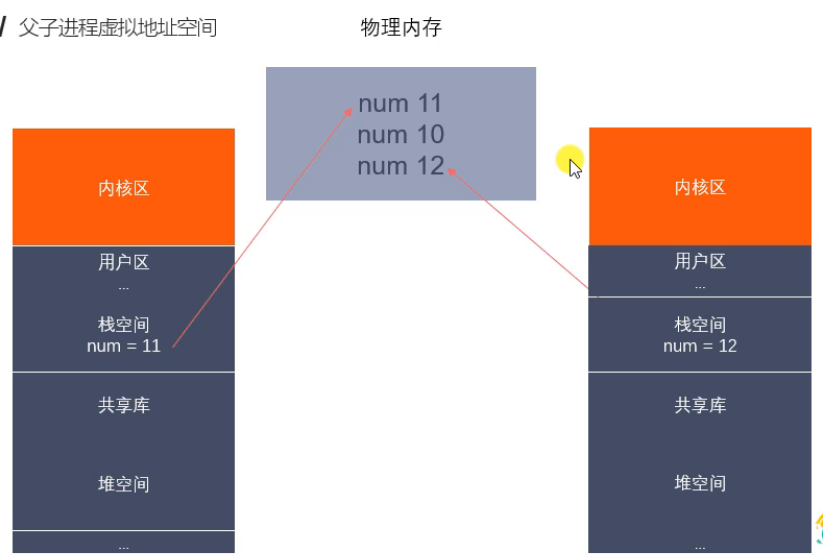 / 父子进程虚拟地址空间
物理内存
num 11
num 10
num 12
内核区
用户区
...
栈空间
num = 11
共享库
堆空间
...
内核区
用户区
...
栈空间
num = 12
共享库
堆空间
...